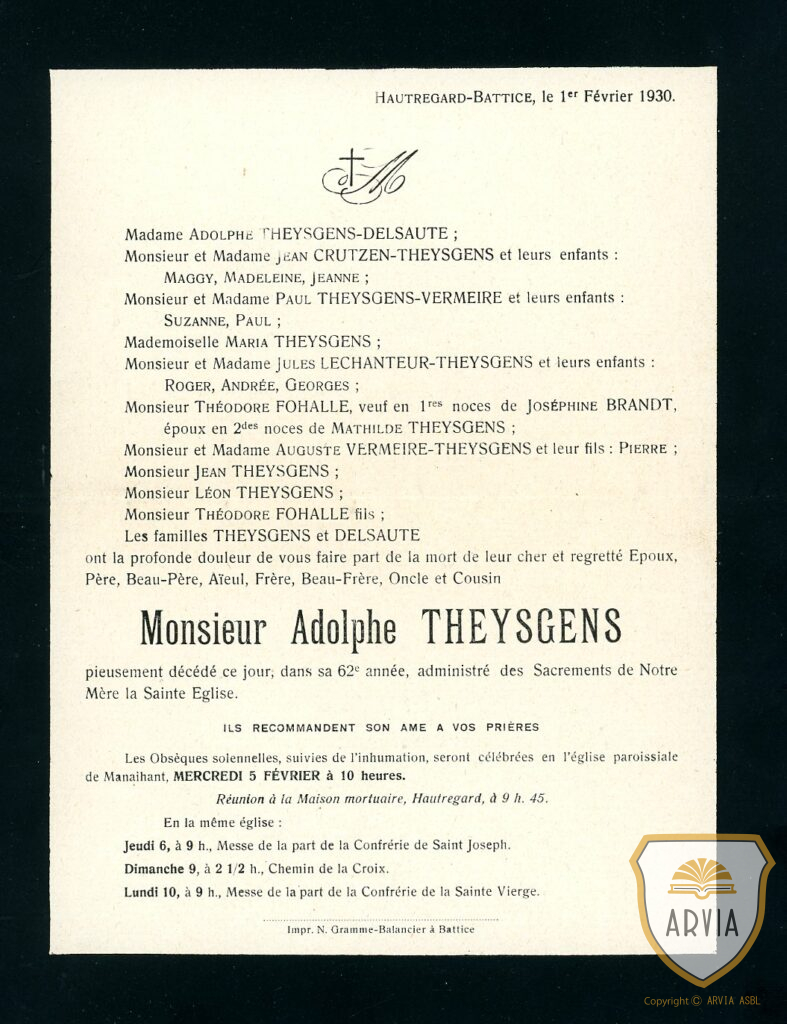 HAUTREGARD-BATTICE, le 1er Février 1930.
Madame ADOLPHE THEYSGENS-DELSAUTE ;
Monsieur et Madame JEAN CRUTZEN-THEYSGENS et leurs enfants :
MAGGY, MADELEINE, JEANNE ;
Monsieur et Madame PAUL THEYSGENS-VERMEIRE et leurs enfants :
SUZANNE, PAUL ;
Mademoiselle MARIA THEYSGENS ;
Monsieur et Madame JULES LECHANTEUR-THEYSGENS et leurs enfants :
ROGER, ANDRÉE, GEORGES ;
Monsieur THÉODORE FOHALLE, veuf en 1res noces de JOSÉPHINE BRANDT,
époux en 2des noces de MATHILDE THEYSGENS ;
Monsieur et Madame AUGUSTE VERMEIRE-THEYSGENS et leur fils : PIERRE ;
Monsieur JEAN THEYSGENS ;
Monsieur LÉON THEYSGENS ;
Monsieur THÉODORE FOHALLE fils ;
Les familles THEYSGENS et DELSAUTE
ont la profonde douleur de vous faire part de la mort de leur cher et regretté Epoux,
Père, Beau-Père, Aïeul, Frère, Beau-Frère, Oncle et Cousin
Monsieur Adolphe THEYSGENS
pieusement décédé ce jour, dans sa 62e année, administré des Sacrements de Notre
Mère la Sainte Eglise.
ILS RECOMMANDENT SON AME A VOS PRIÈRES
Les Obsèques solennelles, suivies de l'inhumation, seront célébrées en l'église paroissiale
de Manaihant, MERCREDI 5 FÉVRIER à 10 heures.
Réunion à la Maison mortuaire, Hautregard, à 9 h. 45.
En la même église :
Jeudi 6, à 9 h., Messe de la part de la Confrérie de Saint Joseph.
Dimanche 9, à 2 1/2 h., Chemin de la Croix.
Lundi 10, à 9 h., Messe de la part de la Confrérie de la Sainte Vierge.
Impr. N. Gramme-Balancier à Battice
ARVIA
Copyright © ARVIA ASBL